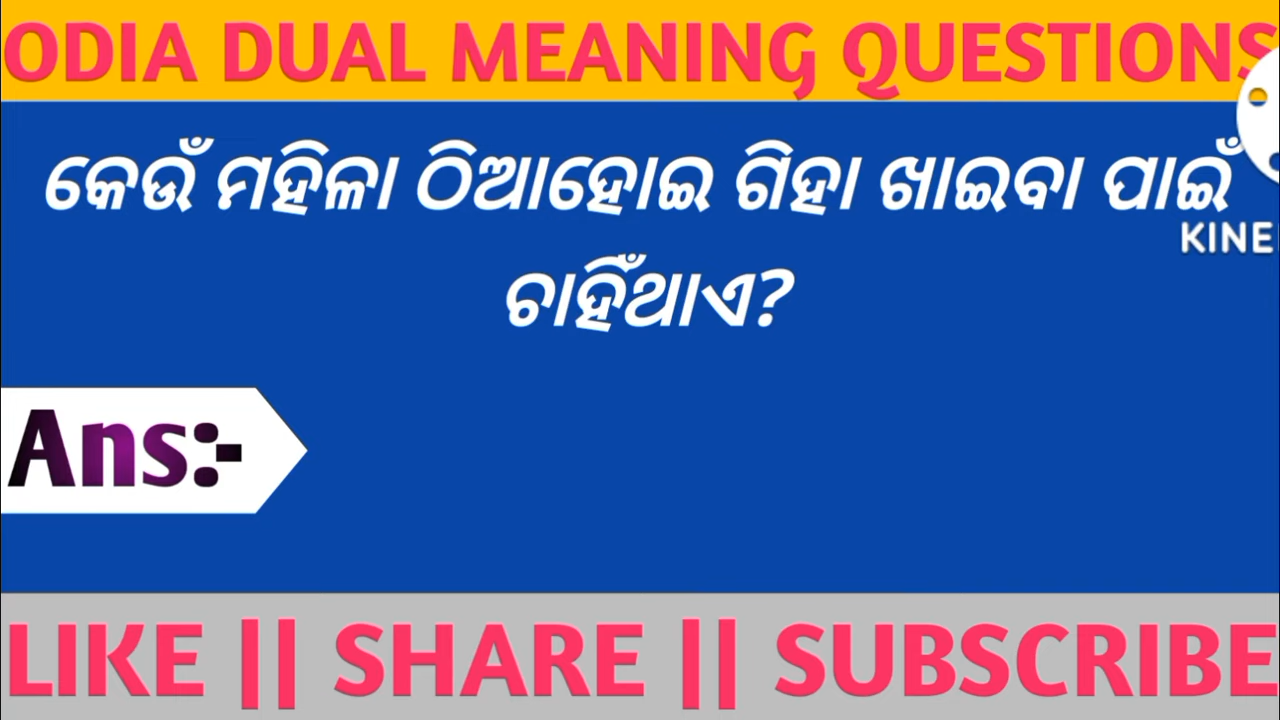 ODIA DUAL MEANING QUESTIONS
କେଉଁ ମହିଳା ଠିଆହୋଇ ଗିହା ଖାଇବା ପାଇଁ
KINE
ଚାହିଁଥାଏ?
Ans:-
LIKE || SHARE || SUBSCRIBE